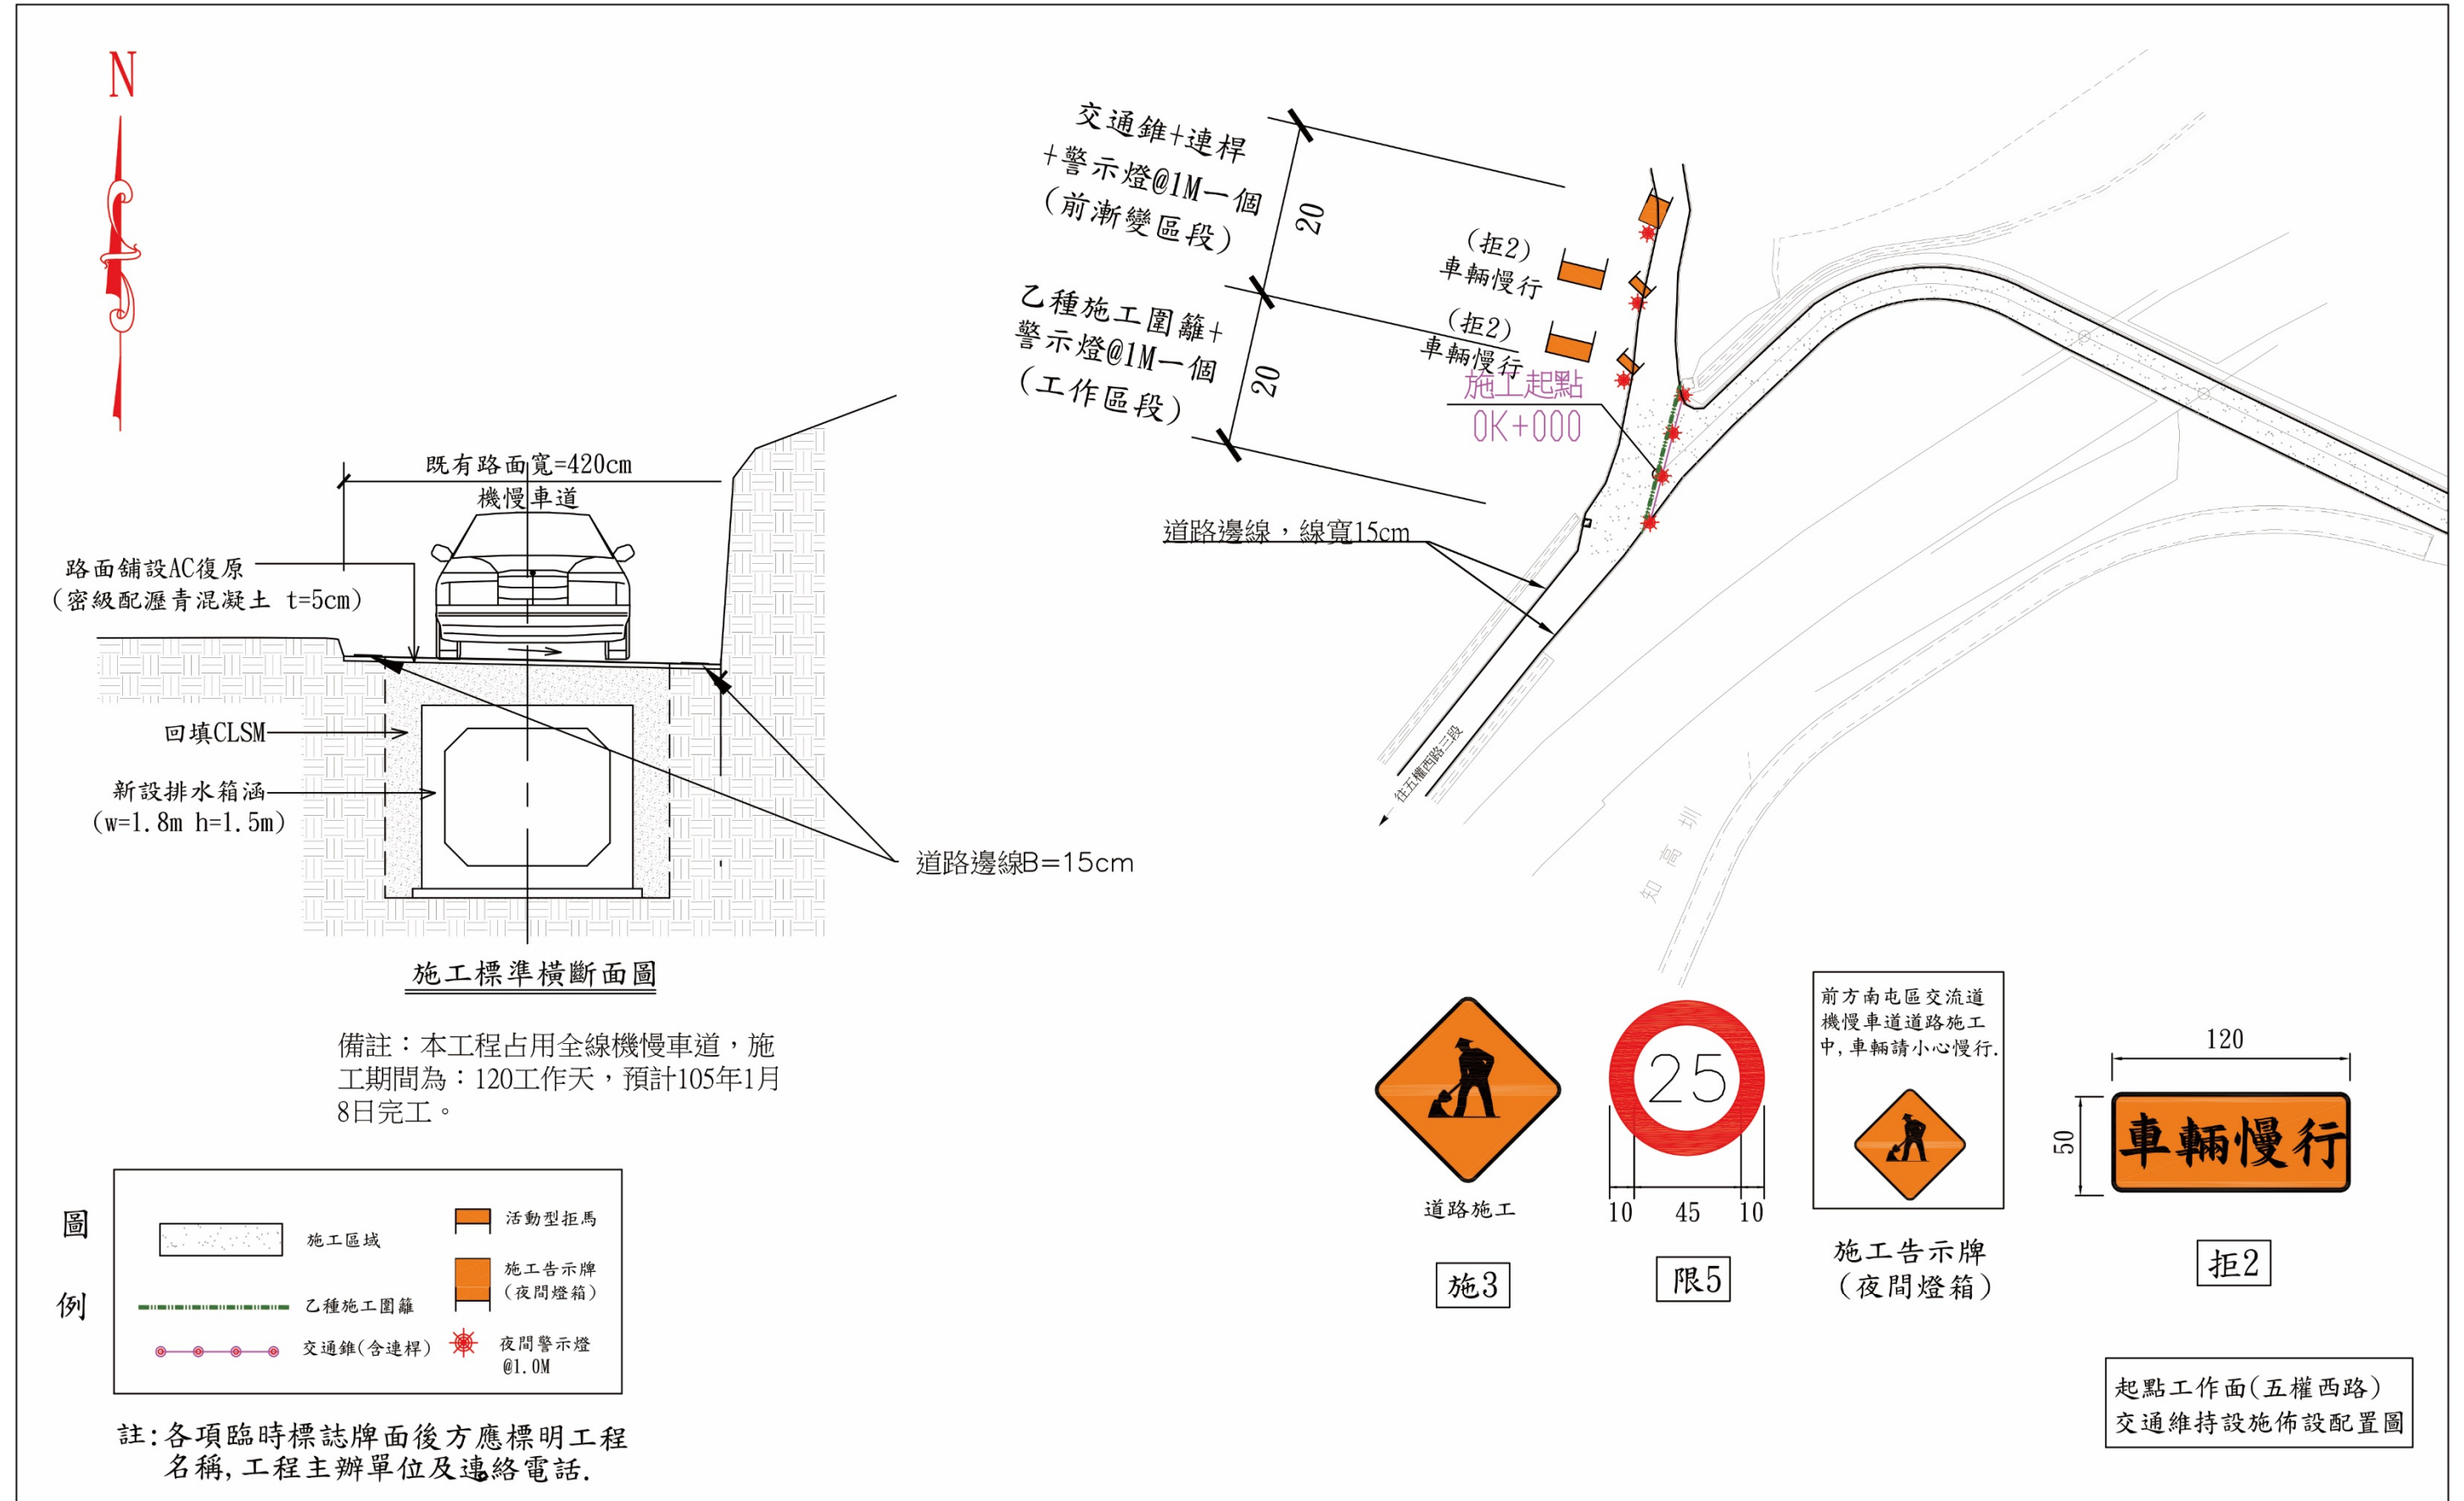 N
交通錐+連桿
+警示燈@1M一個
(前漸變區段)
20
乙種施工圍籬+
警示燈@1M一個
(工作區段)
20
(拒2)
車輛慢行
(拒2)
車輛慢行
施工起點
0K+000
道路邊線，線寬15cm
往五權西路三段
知高圳
既有路面寬=420cm
機慢車道
路面舖設AC復原
(密級配瀝青混凝土 t=5cm)
回填CLSM
新設排水箱涵
(w=1.8m h=1.5m)
道路邊線B=15cm
施工標準橫斷面圖
備註：本工程占用全線機慢車道，施
工期間為：120工作天，預計105年1月
8日完工。
圖
例
施工區域
乙種施工圍籬
交通錐(含連桿)
活動型拒馬
施工告示牌
(夜間燈箱)
夜間警示燈
@1.0M
註:各項臨時標誌牌面後方應標明工程
名稱,工程主辦單位及連絡電話.
道路施工
施3
25
10 45 10
限5
前方南屯區交流道
機慢車道道路施工
中,車輛請小心慢行.
施工告示牌
(夜間燈箱)
120
50
車輛慢行
拒2
起點工作面(五權西路)
交通維持設施佈設配置圖